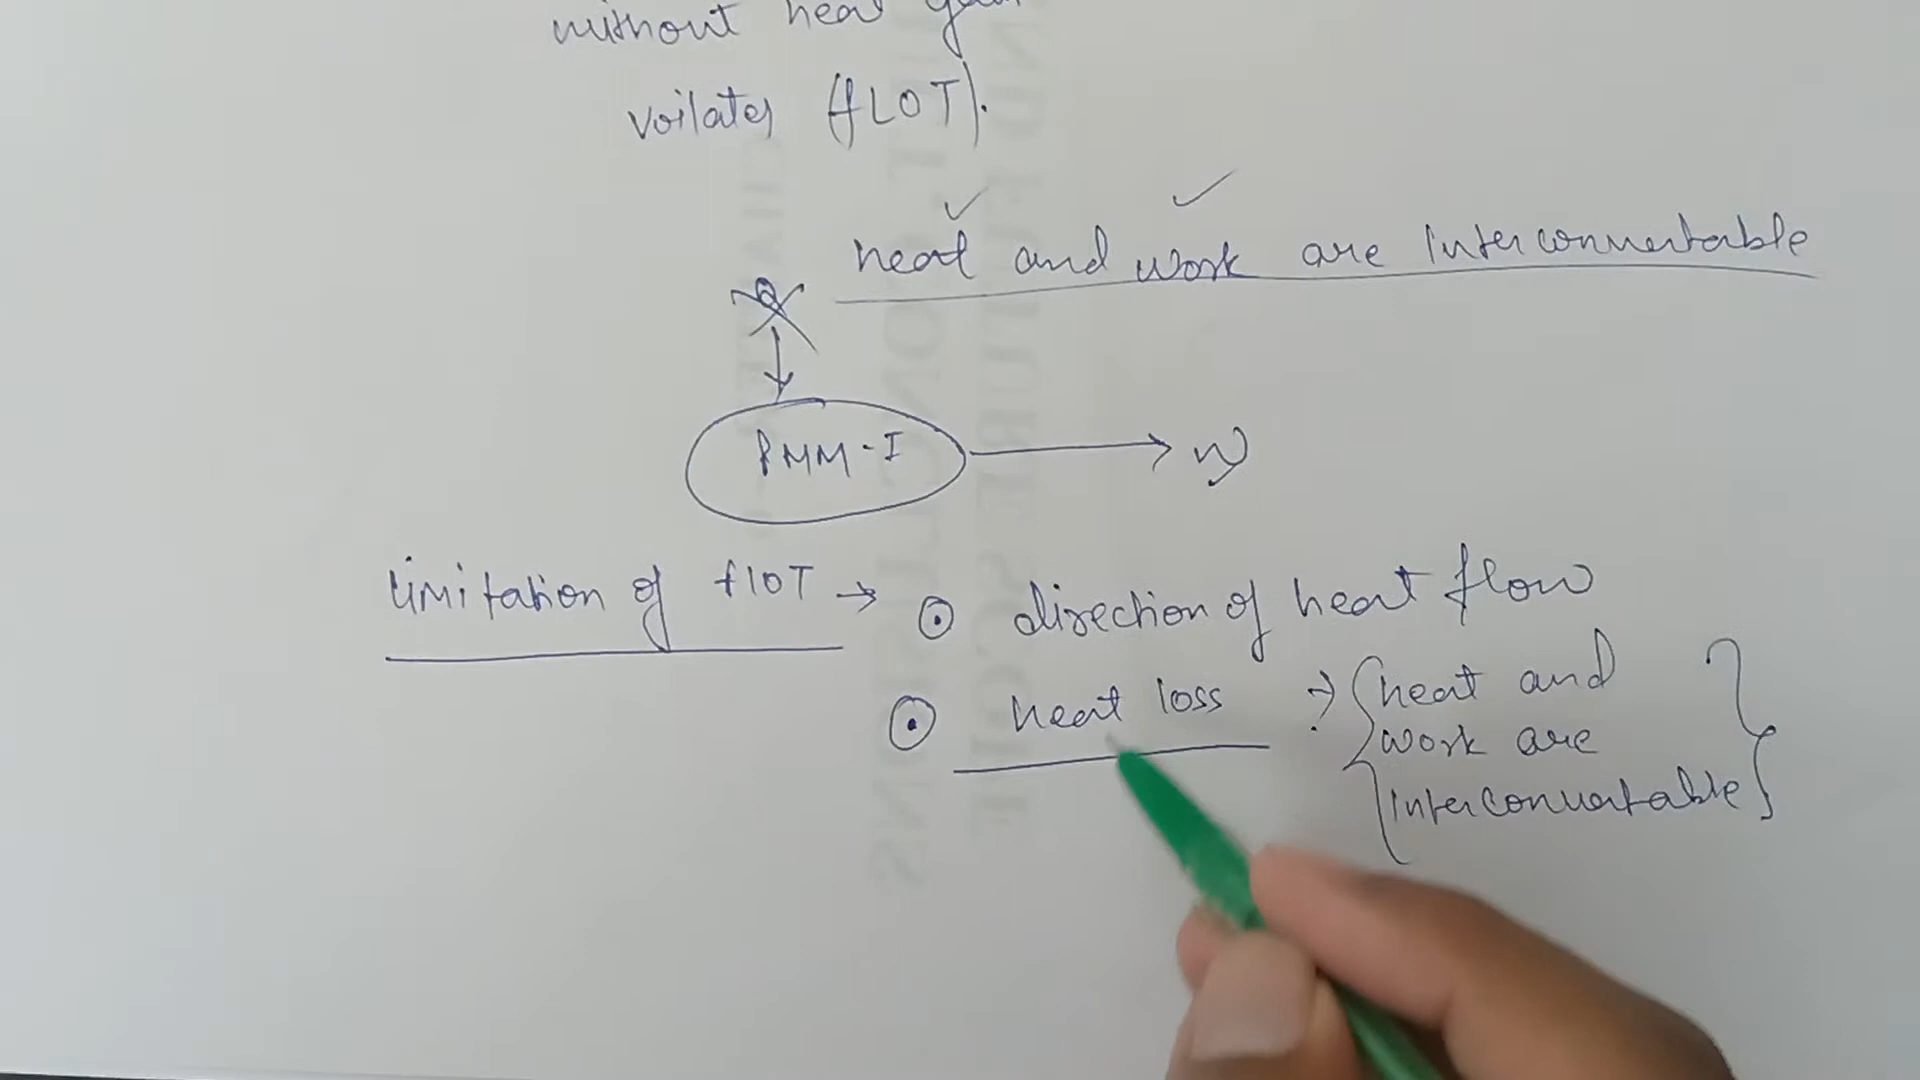 without heat
voilates (fLOT).
heat and work are Interconvertable
Q
PMM-I
W
limitation of fLOT → ⊙ direction of heat flow
⊙ heat loss ⇒ {heat and
work are
interconvertable}